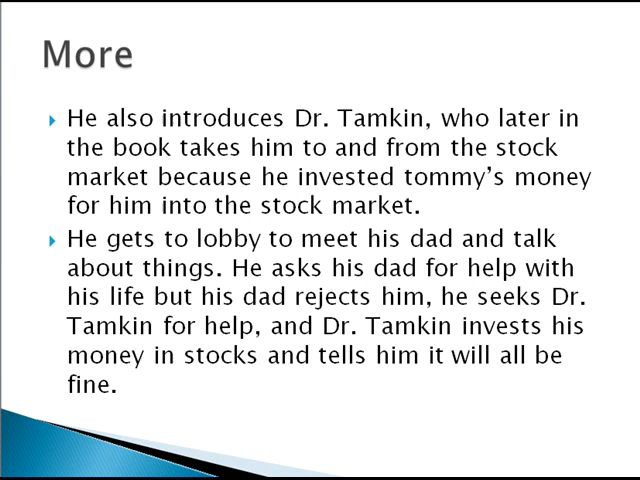 More
He also introduces Dr. Tamkin, who later in
the book takes him to and from the stock
market because he invested tommy’s money
for him into the stock market.
He gets to lobby to meet his dad and talk
about things. He asks his dad for help with
his life but his dad rejects him, he seeks Dr.
Tamkin for help, and Dr. Tamkin invests his
money in stocks and tells him it will all be
fine.